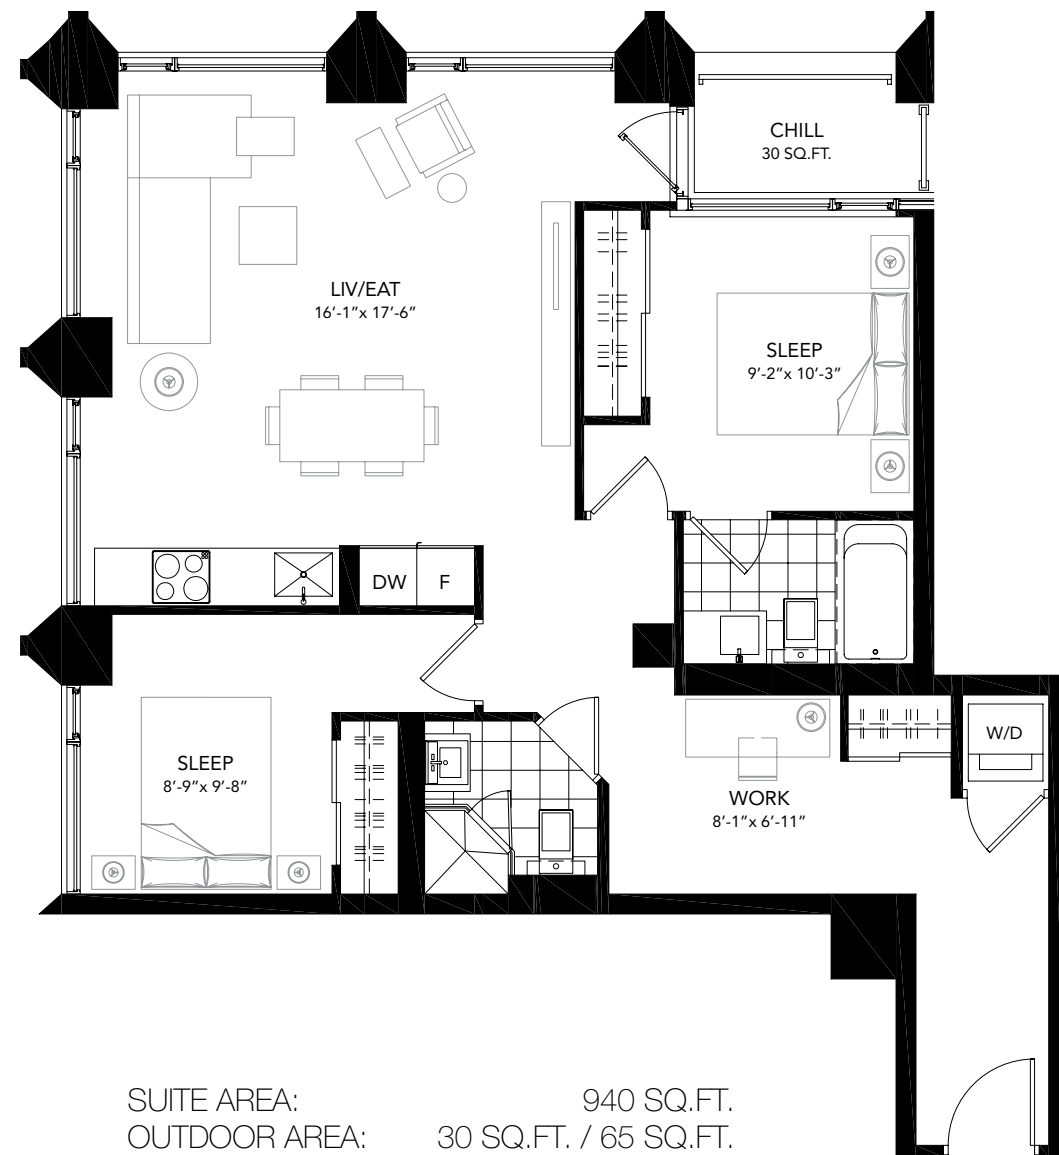 CHILL
30 SQ.FT.
LIV/EAT
16’-1”x 17’-6”
SLEEP
9’-2”x 10’-3”
DW
F
W/D
SLEEP
8’-9”x 9’-8”
WORK
8’-1”x 6’-11”
SUITE AREA: 940 SQ.FT.
OUTDOOR AREA: 30 SQ.FT. / 65 SQ.FT.